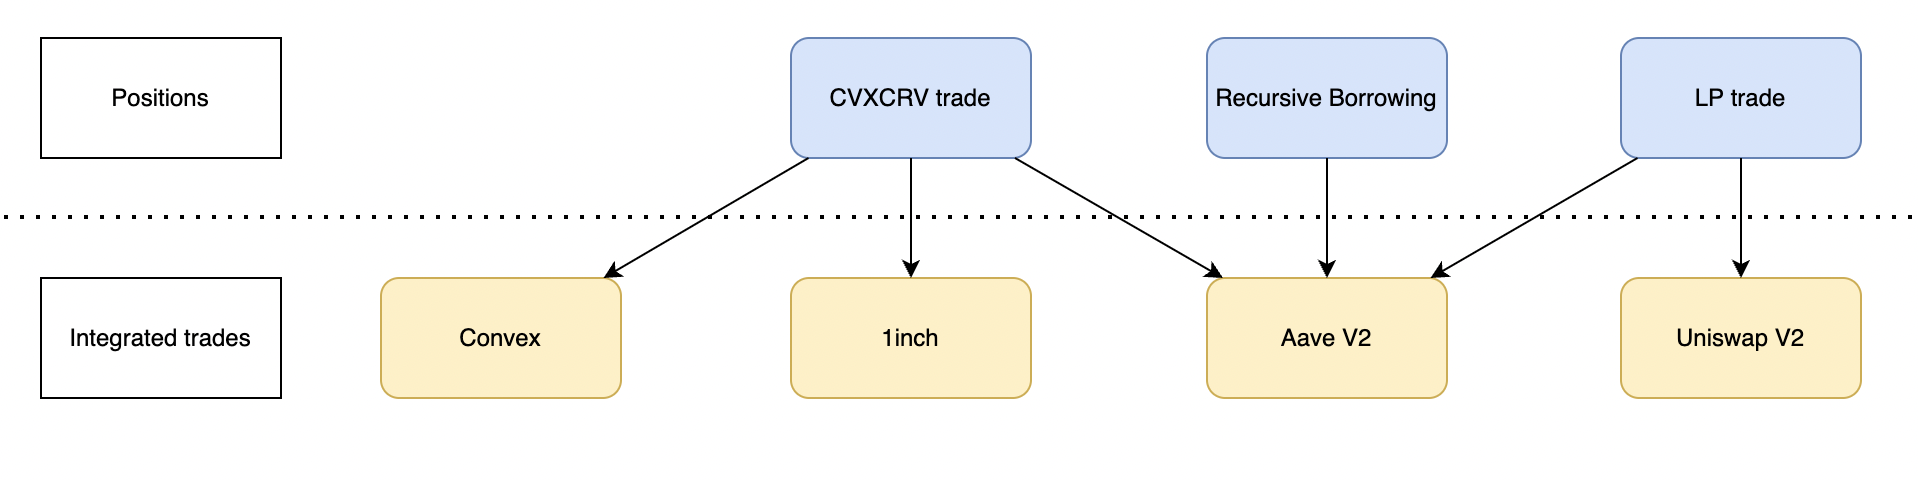 Positions
CVXCRV trade
Recursive Borrowing
LP trade
Integrated trades
Convex
1inch
Aave V2
Uniswap V2